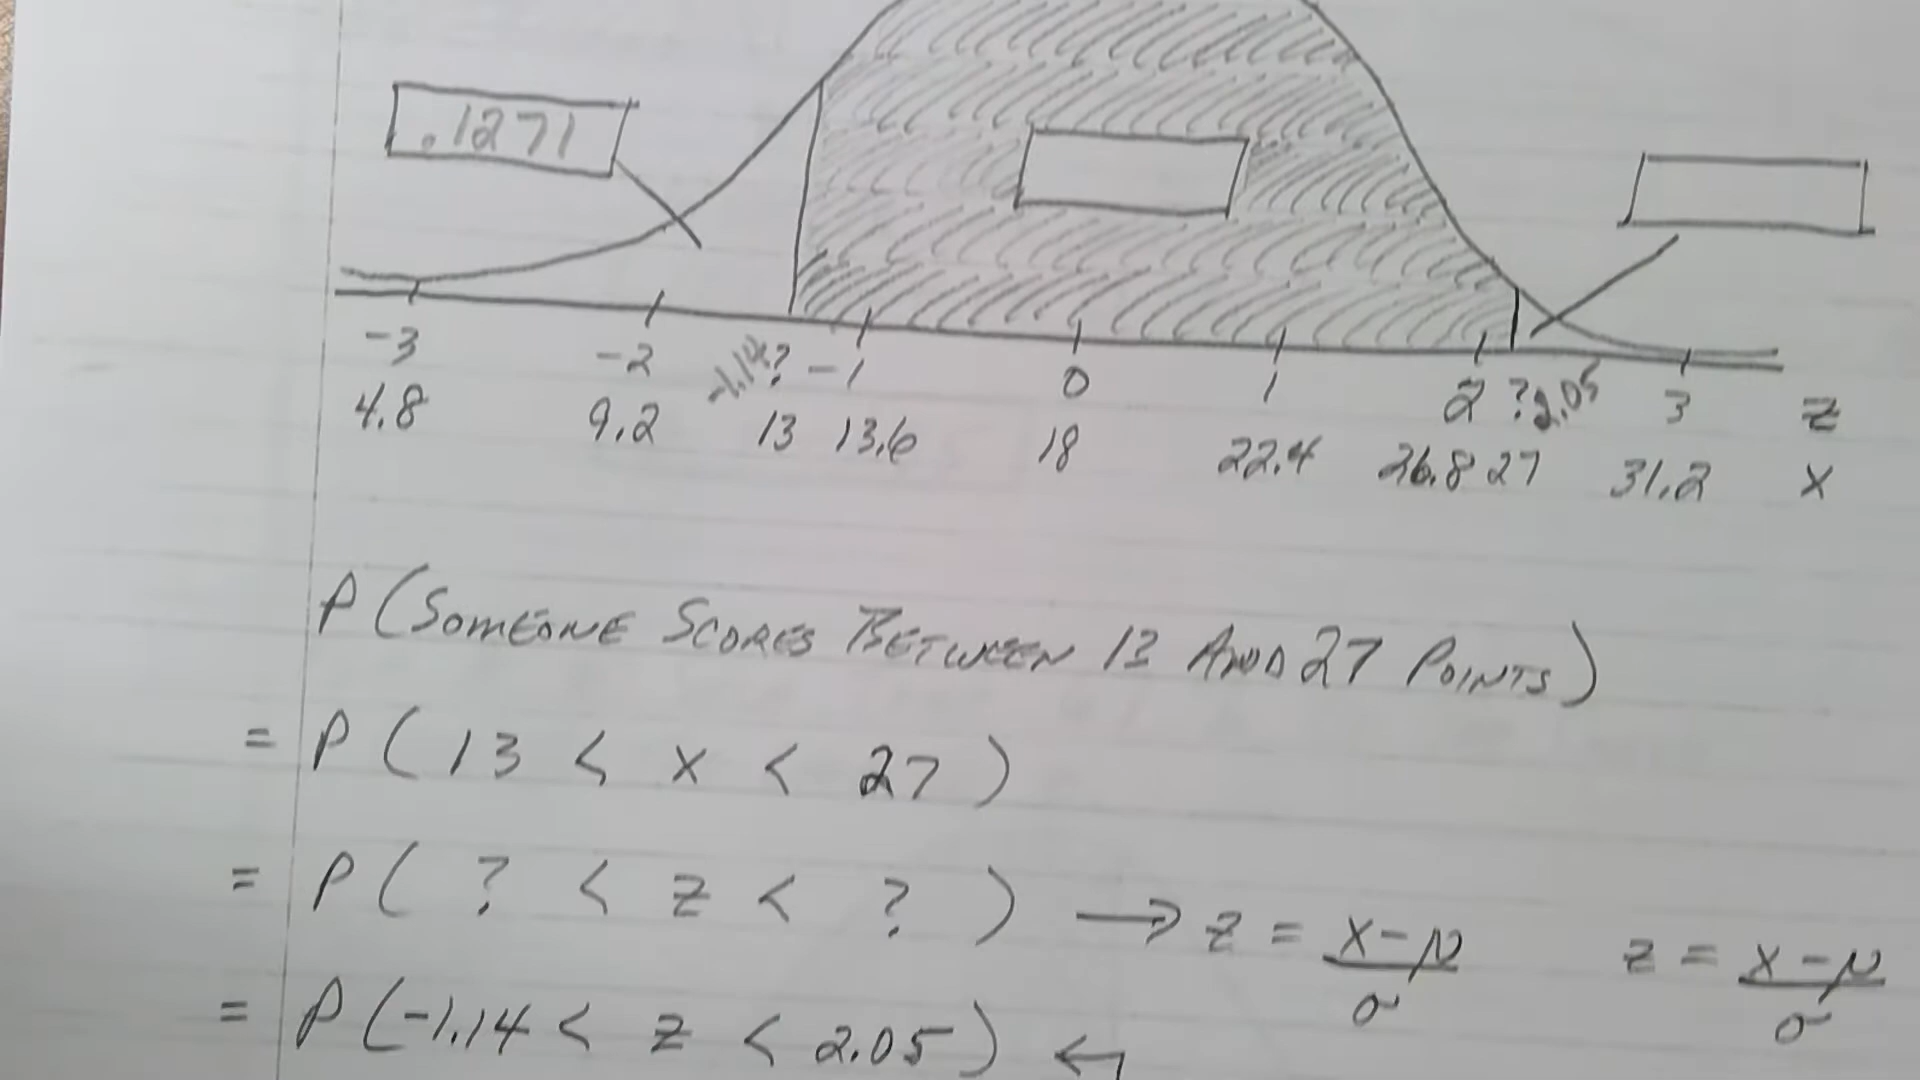 .1271
-3 -2 -1.14? -1 0 1 2 ?2.05 3 z
4.8 9.2 13 13.6 18 22.4 26.8 27 31.2 x
P(SOMEONE SCORES BETWEEN 13 AND 27 POINTS)
= P( 13 < x < 27 )
= P( ? < z < ? ) → z = x-μ/σ z = x-μ/σ
= P(-1.14 < z < 2.05) ←